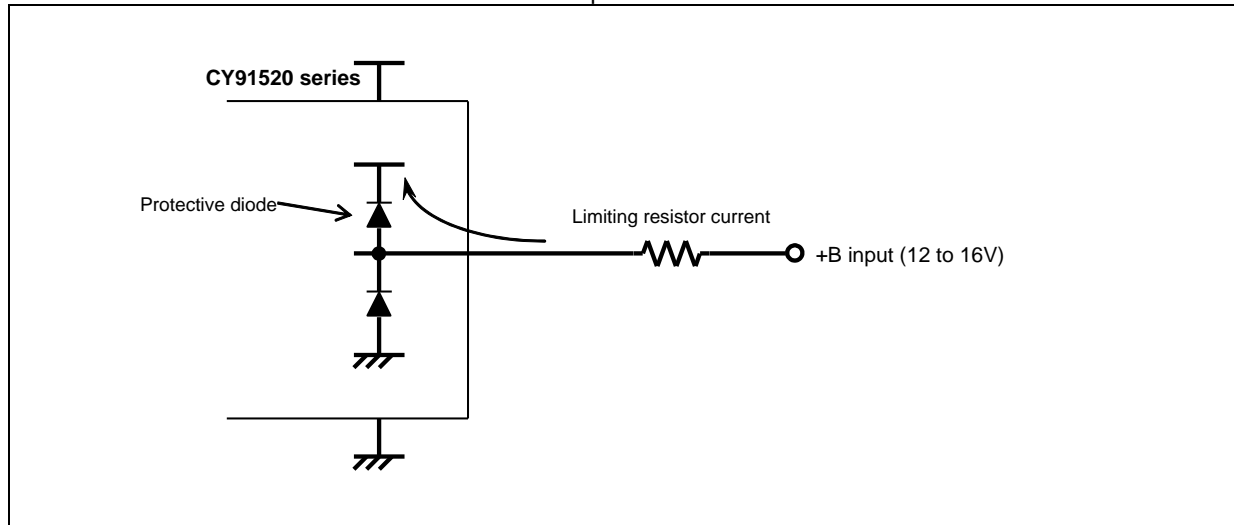 CY91520 series
Protective diode
Limiting resistor current
+B input (12 to 16V)